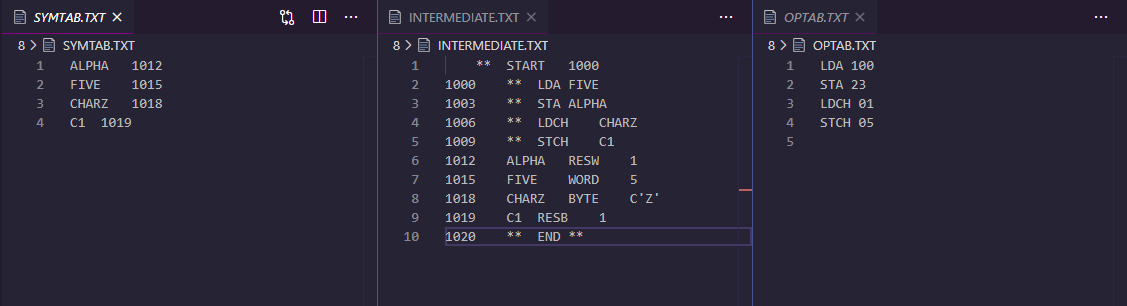 SYMTAB.TXT
8 > SYMTAB.TXT
1 ALPHA 1012
2 FIVE 1015
3 CHARZ 1018
4 C1 1019
INTERMEDIATE.TXT
8 > INTERMEDIATE.TXT
1 ** START 1000
2 1000 ** LDA FIVE
3 1003 ** STA ALPHA
4 1006 ** LDCH CHARZ
5 1009 ** STCH C1
6 1012 ALPHA RESW 1
7 1015 FIVE WORD 5
8 1018 CHARZ BYTE C'Z'
9 1019 C1 RESB 1
10 1020 ** END **
OPTAB.TXT
8 > OPTAB.TXT
1 LDA 100
2 STA 23
3 LDCH 01
4 STCH 05
5